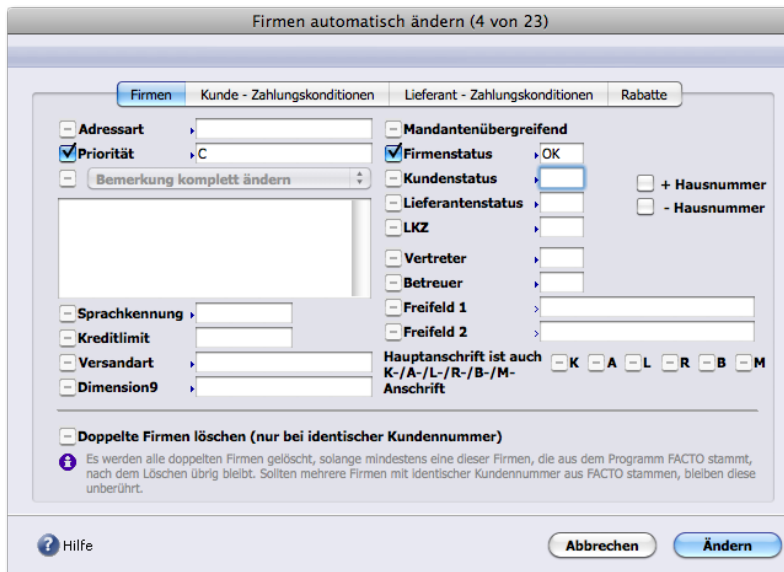 Firmen automatisch ändern (4 von 23)
Firmen
Kunde - Zahlungskonditionen
Lieferant - Zahlungskonditionen
Rabatte
Adressart
Priorität
C
Bemerkung komplett ändern
Sprachkennung
Kreditlimit
Versandart
Dimension9
Mandantenübergreifend
Firmenstatus
OK
Kundenstatus
Lieferantenstatus
LKZ
+ Hausnummer
- Hausnummer
Vertreter
Betreuer
Freifeld 1
Freifeld 2
Hauptanschrift ist auch
K-/A-/L-/R-/B-/M-
Anschrift
K
A
L
R
B
M
Doppelte Firmen löschen (nur bei identischer Kundennummer)
Es werden alle doppelten Firmen gelöscht, solange mindestens eine dieser Firmen, die aus dem Programm FACTO stammt,
nach dem Löschen übrig bleibt. Sollten mehrere Firmen mit identischer Kundennummer aus FACTO stammen, bleiben diese
unberührt.
Hilfe
Abbrechen
Ändern